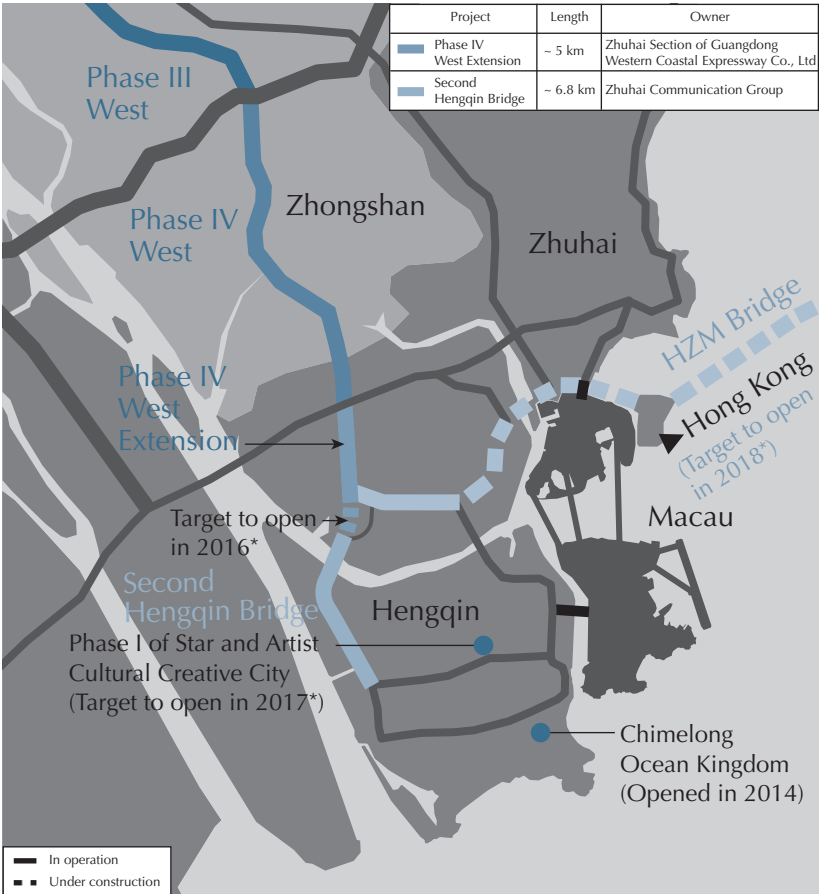 Project Length Owner
Phase IV
West Extension
~ 5 km
Zhuhai Section of Guangdong
Western Coastal Expressway Co., Ltd
Second
Hengqin Bridge
~ 6.8 km
Zhuhai Communication Group
Phase III
West
Phase IV
West
Zhongshan
Zhuhai
HZM Bridge
Hong Kong
(Target to open
in 2018*)
Phase IV
West
Extension
Macau
Target to open
in 2016*
Second
Hengqin Bridge
Hengqin
Phase I of Star and Artist
Cultural Creative City
(Target to open in 2017*)
Chimelong
Ocean Kingdom
(Opened in 2014)
In operation
Under construction